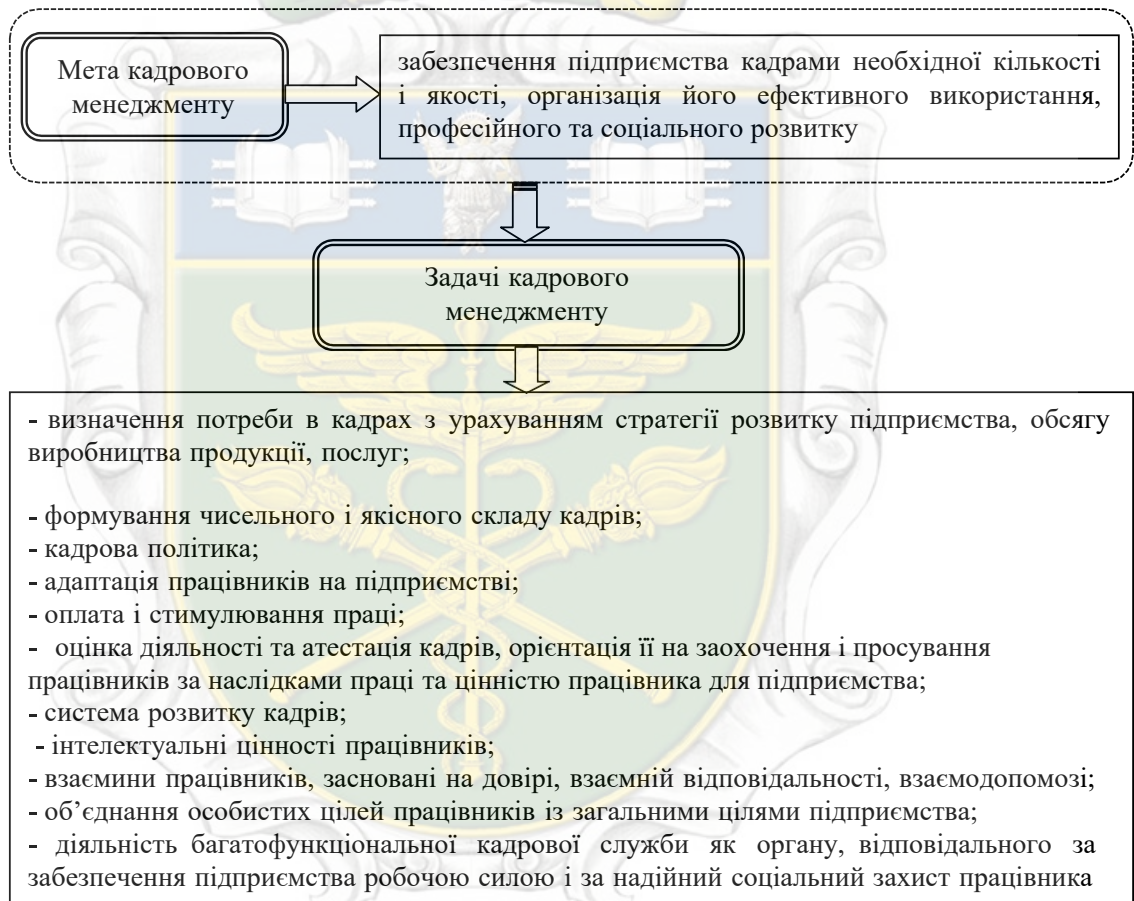 Мета кадрового
менеджменту
забезпечення підприємства кадрами необхідної кількості
і якості, організація його ефективного використання,
професійного та соціального розвитку
Задачі кадрового
менеджменту
- визначення потреби в кадрах з урахуванням стратегії розвитку підприємства, обсягу
виробництва продукції, послуг;
- формування чисельного і якісного складу кадрів;
- кадрова політика;
- адаптація працівників на підприємстві;
- оплата і стимулювання праці;
- оцінка діяльності та атестація кадрів, орієнтація її на заохочення і просування
працівників за наслідками праці та цінністю працівника для підприємства;
- система розвитку кадрів;
- інтелектуальні цінності працівників;
- взаємини працівників, засновані на довірі, взаємній відповідальності, взаємодопомозі;
- об’єднання особистих цілей працівників із загальними цілями підприємства;
- діяльність багатофункціональної кадрової служби як органу, відповідального за
забезпечення підприємства робочою силою і за надійний соціальний захист працівника